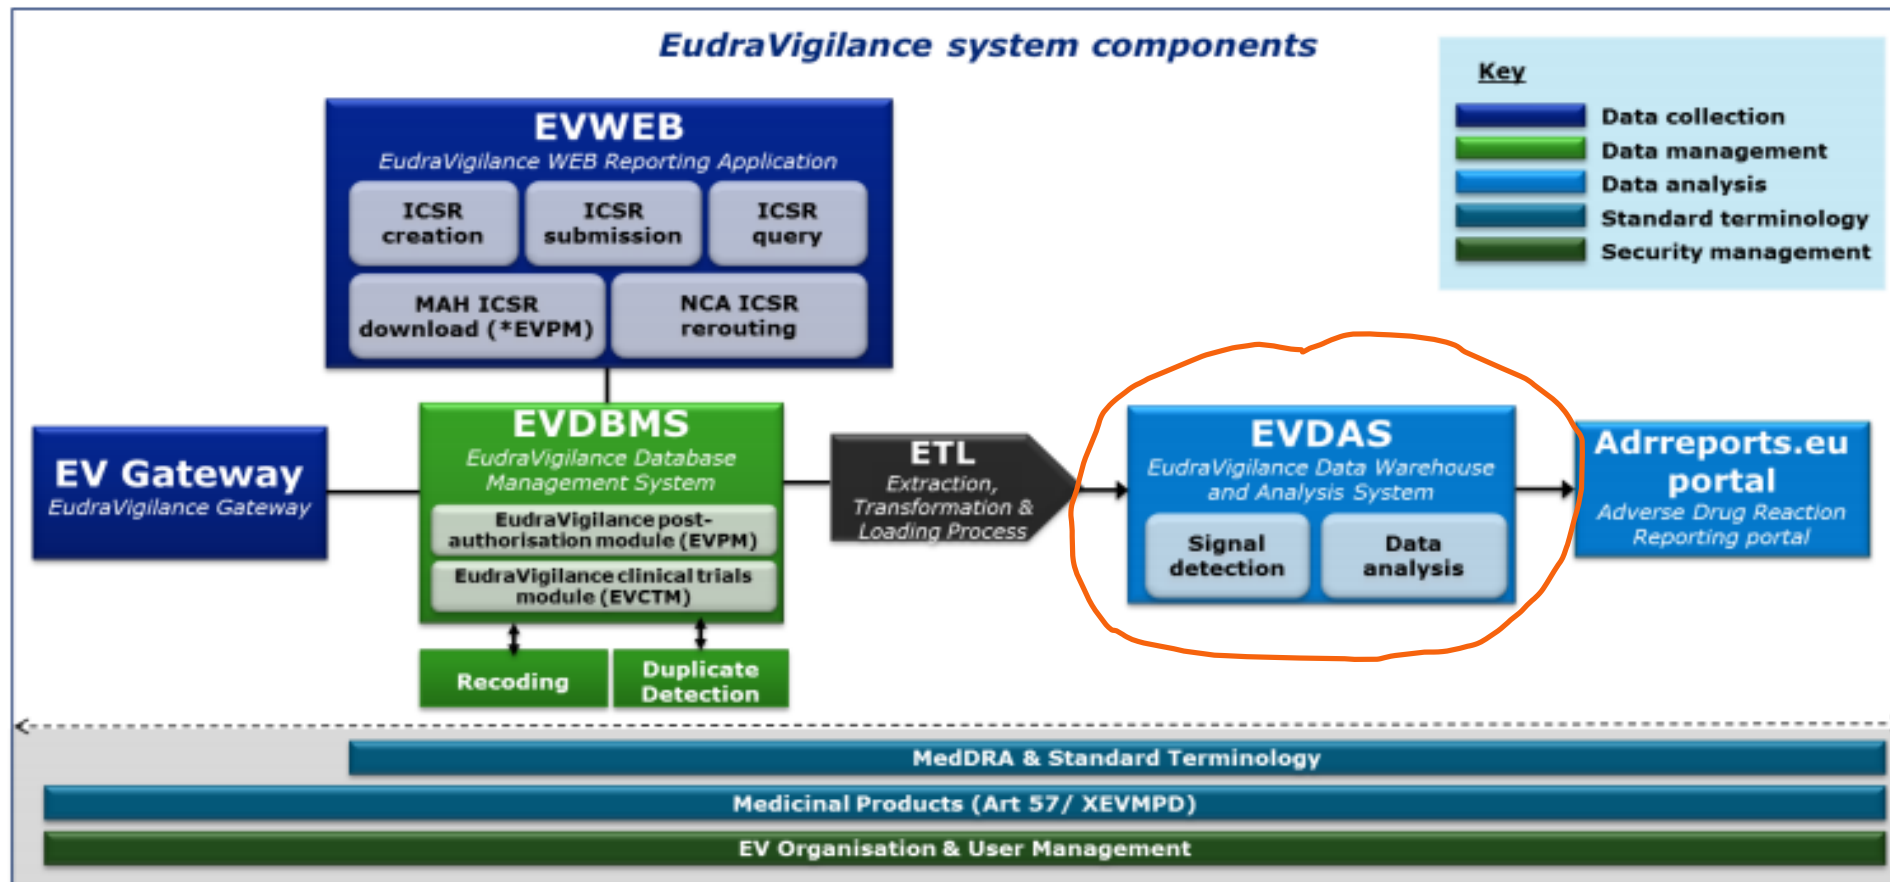 EudraVigilance system components
Key
Data collection
Data management
Data analysis
Standard terminology
Security management
EVWEB
EudraVigilance WEB Reporting Application
ICSR
creation
ICSR
submission
ICSR
query
MAH ICSR
download (*EVPM)
NCA ICSR
rerouting
EV Gateway
EudraVigilance Gateway
EVDBMS
EudraVigilance Database
Management System
EudraVigilance post-
authorisation module (EVPM)
EudraVigilance clinical trials
module (EVCTM)
Recoding
Duplicate
Detection
ETL
Extraction,
Transformation &
Loading Process
EVDAS
EudraVigilance Data Warehouse
and Analysis System
Signal
detection
Data
analysis
Adrreports.eu
portal
Adverse Drug Reaction
Reporting portal
MedDRA & Standard Terminology
Medicinal Products (Art 57/ XEVMPD)
EV Organisation & User Management